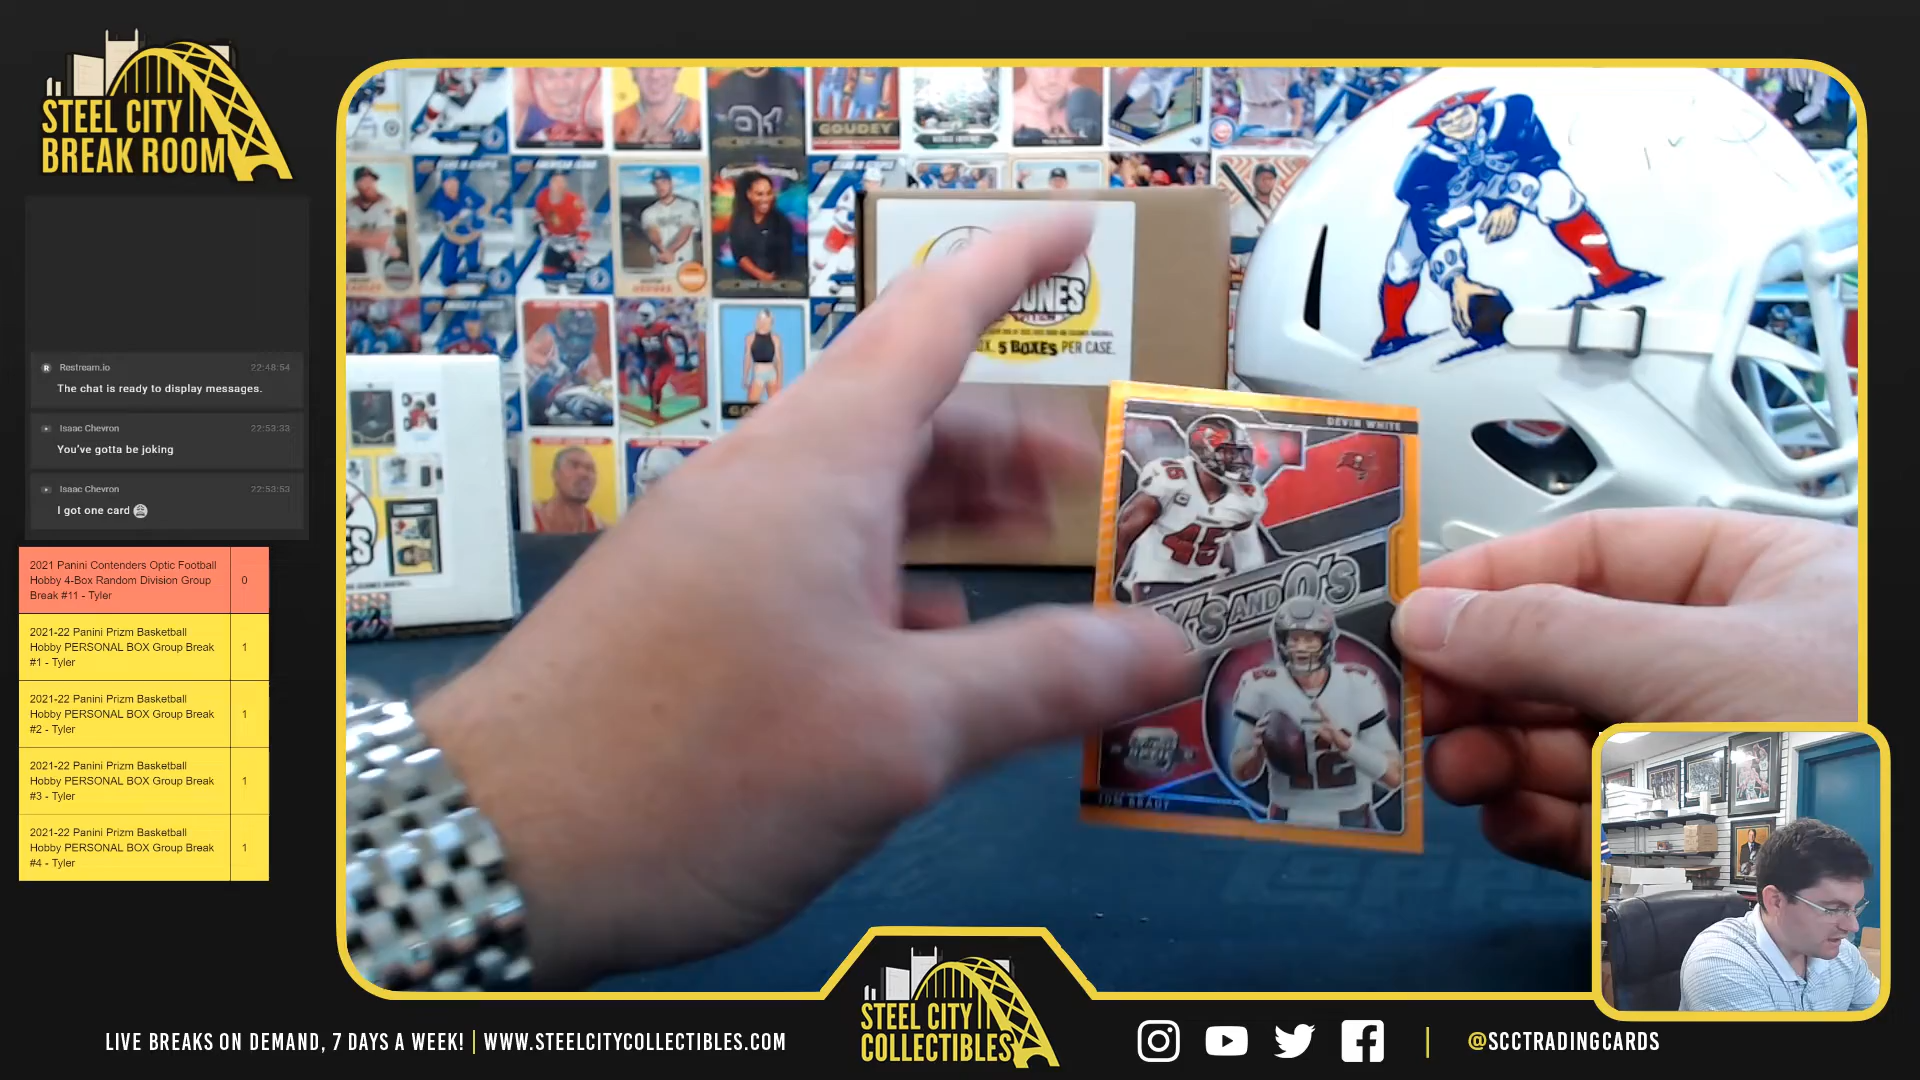 STEEL CITY
BREAK ROOM
Restream.io 22:48:54
The chat is ready to display messages.
Isaac Chevron 22:53:33
You've gotta be joking
Isaac Chevron 22:53:53
I got one card
2021 Panini Contenders Optic Football
Hobby 4-Box Random Division Group
Break #11 - Tyler
0
2021-22 Panini Prizm Basketball
Hobby PERSONAL BOX Group Break
#1 - Tyler
1
2021-22 Panini Prizm Basketball
Hobby PERSONAL BOX Group Break
#2 - Tyler
1
2021-22 Panini Prizm Basketball
Hobby PERSONAL BOX Group Break
#3 - Tyler
1
2021-22 Panini Prizm Basketball
Hobby PERSONAL BOX Group Break
#4 - Tyler
1
GOUDEY
5 BOXES PER CASE.
DEVIN WHITE
45
X'S AND O'S
12
TOM BRADY
LIVE BREAKS ON DEMAND, 7 DAYS A WEEK! | WWW.STEELCITYCOLLECTIBLES.COM
STEEL CITY
COLLECTIBLES
| @SCCTRADINGCARDS